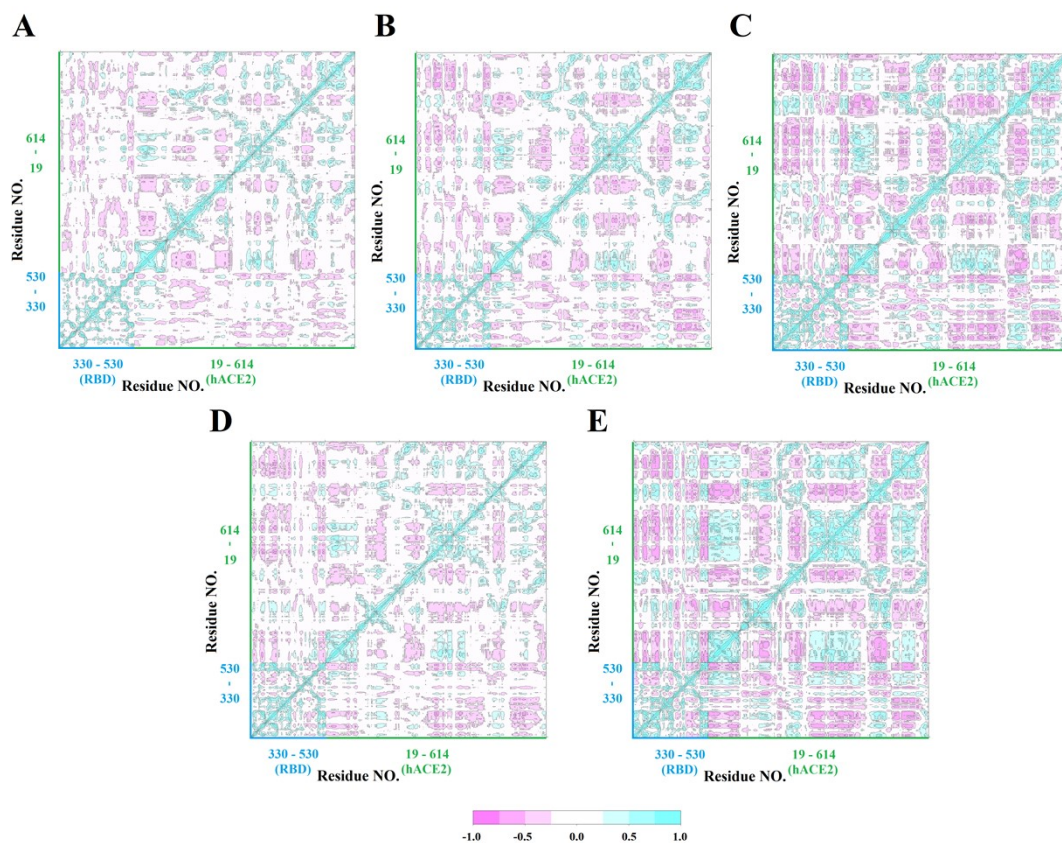 A
B
C
614
-
19
Residue NO.
530
-
330
330 - 530
(RBD)
Residue NO.
19 - 614
(hACE2)
614
-
19
Residue NO.
530
-
330
330 - 530
(RBD)
Residue NO.
19 - 614
(hACE2)
614
-
19
Residue NO.
530
-
330
330 - 530
(RBD)
Residue NO.
19 - 614
(hACE2)
D
E
614
-
19
Residue NO.
530
-
330
330 - 530
(RBD)
Residue NO.
19 - 614
(hACE2)
614
-
19
Residue NO.
530
-
330
330 - 530
(RBD)
Residue NO.
19 - 614
(hACE2)
-1.0 -0.5 0.0 0.5 1.0